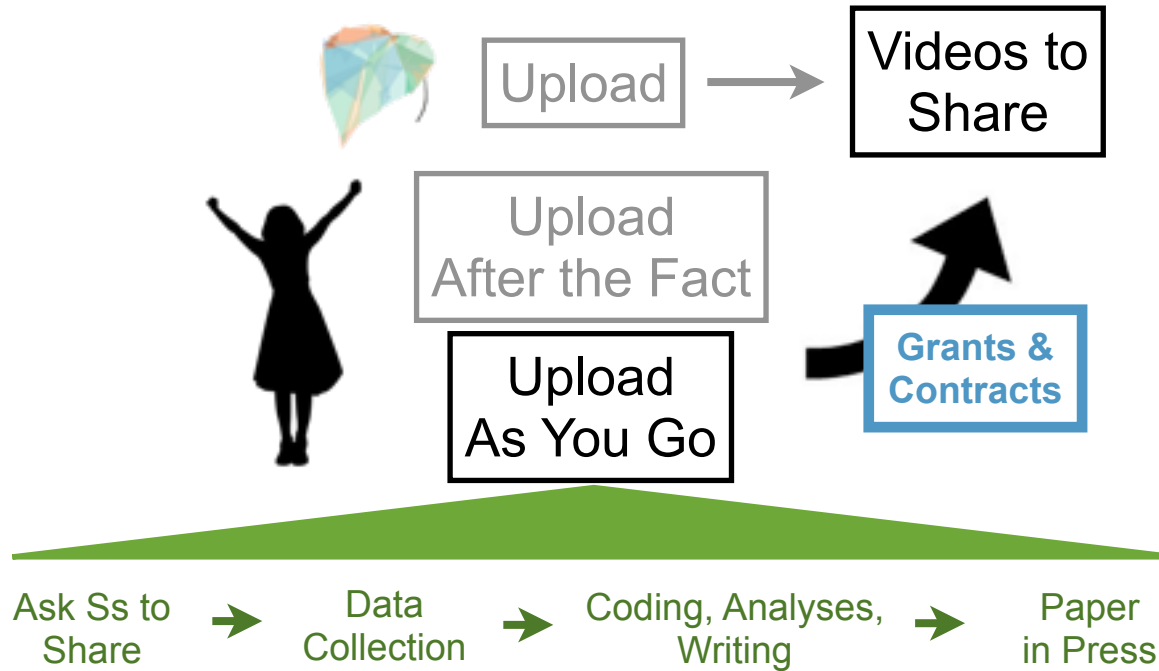 Upload
Videos to
Share
Upload
After the Fact
Upload
As You Go
Grants &
Contracts
Ask Ss to
Share
Data
Collection
Coding, Analyses,
Writing
Paper
in Press